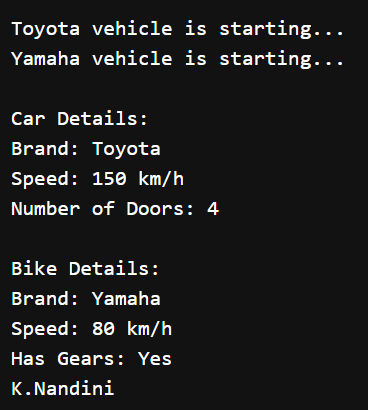 Toyota vehicle is starting...
Yamaha vehicle is starting...
Car Details:
Brand: Toyota
Speed: 150 km/h
Number of Doors: 4
Bike Details:
Brand: Yamaha
Speed: 80 km/h
Has Gears: Yes
K.Nandini